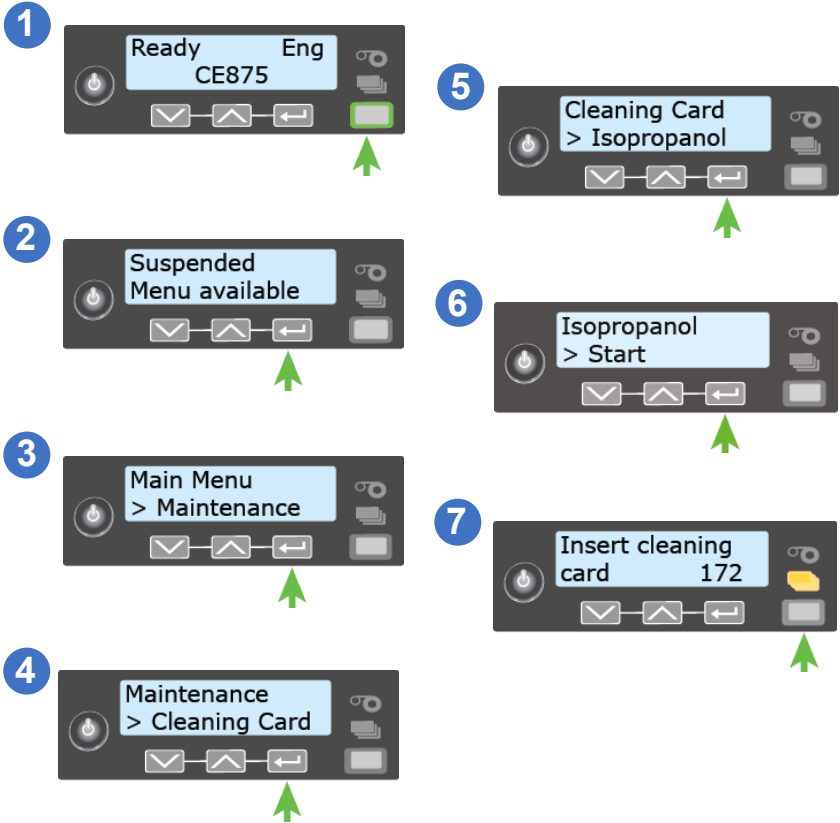 1
Ready Eng
CE875
2
Suspended
Menu available
3
Main Menu
> Maintenance
4
Maintenance
> Cleaning Card
5
Cleaning Card
> Isopropanol
6
Isopropanol
> Start
7
Insert cleaning
card 172